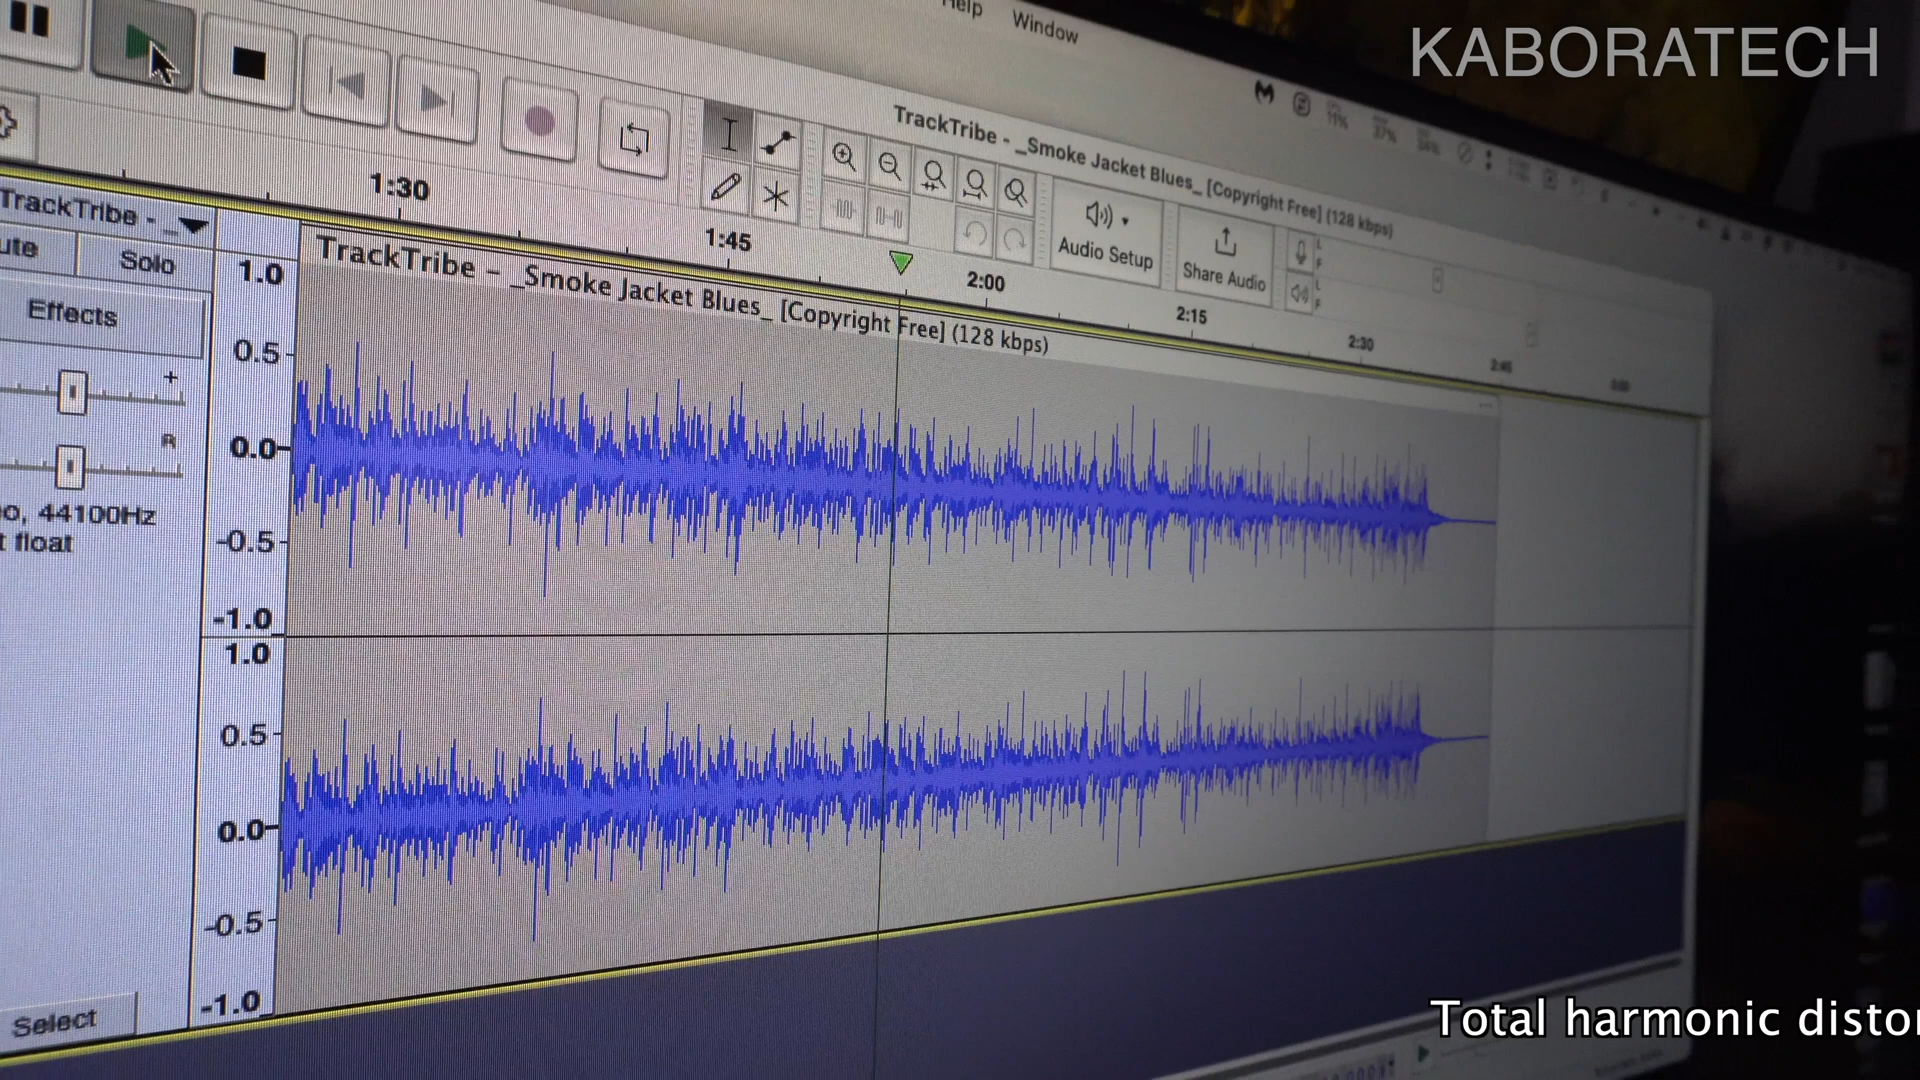 Help Window
KABORATECH
TrackTribe - _Smoke Jacket Blues_ [Copyright Free] (128 kbps)
1:30
1:45
2:00
2:15
2:30
2:45
Audio Setup
Share Audio
TrackTribe - _
ute Solo
Effects
+
R
o, 44100Hz
t float
Select
TrackTribe - _Smoke Jacket Blues_ [Copyright Free] (128 kbps)
1.0
0.5
0.0
-0.5
-1.0
1.0
0.5
0.0
-0.5
-1.0
Total harmonic disto